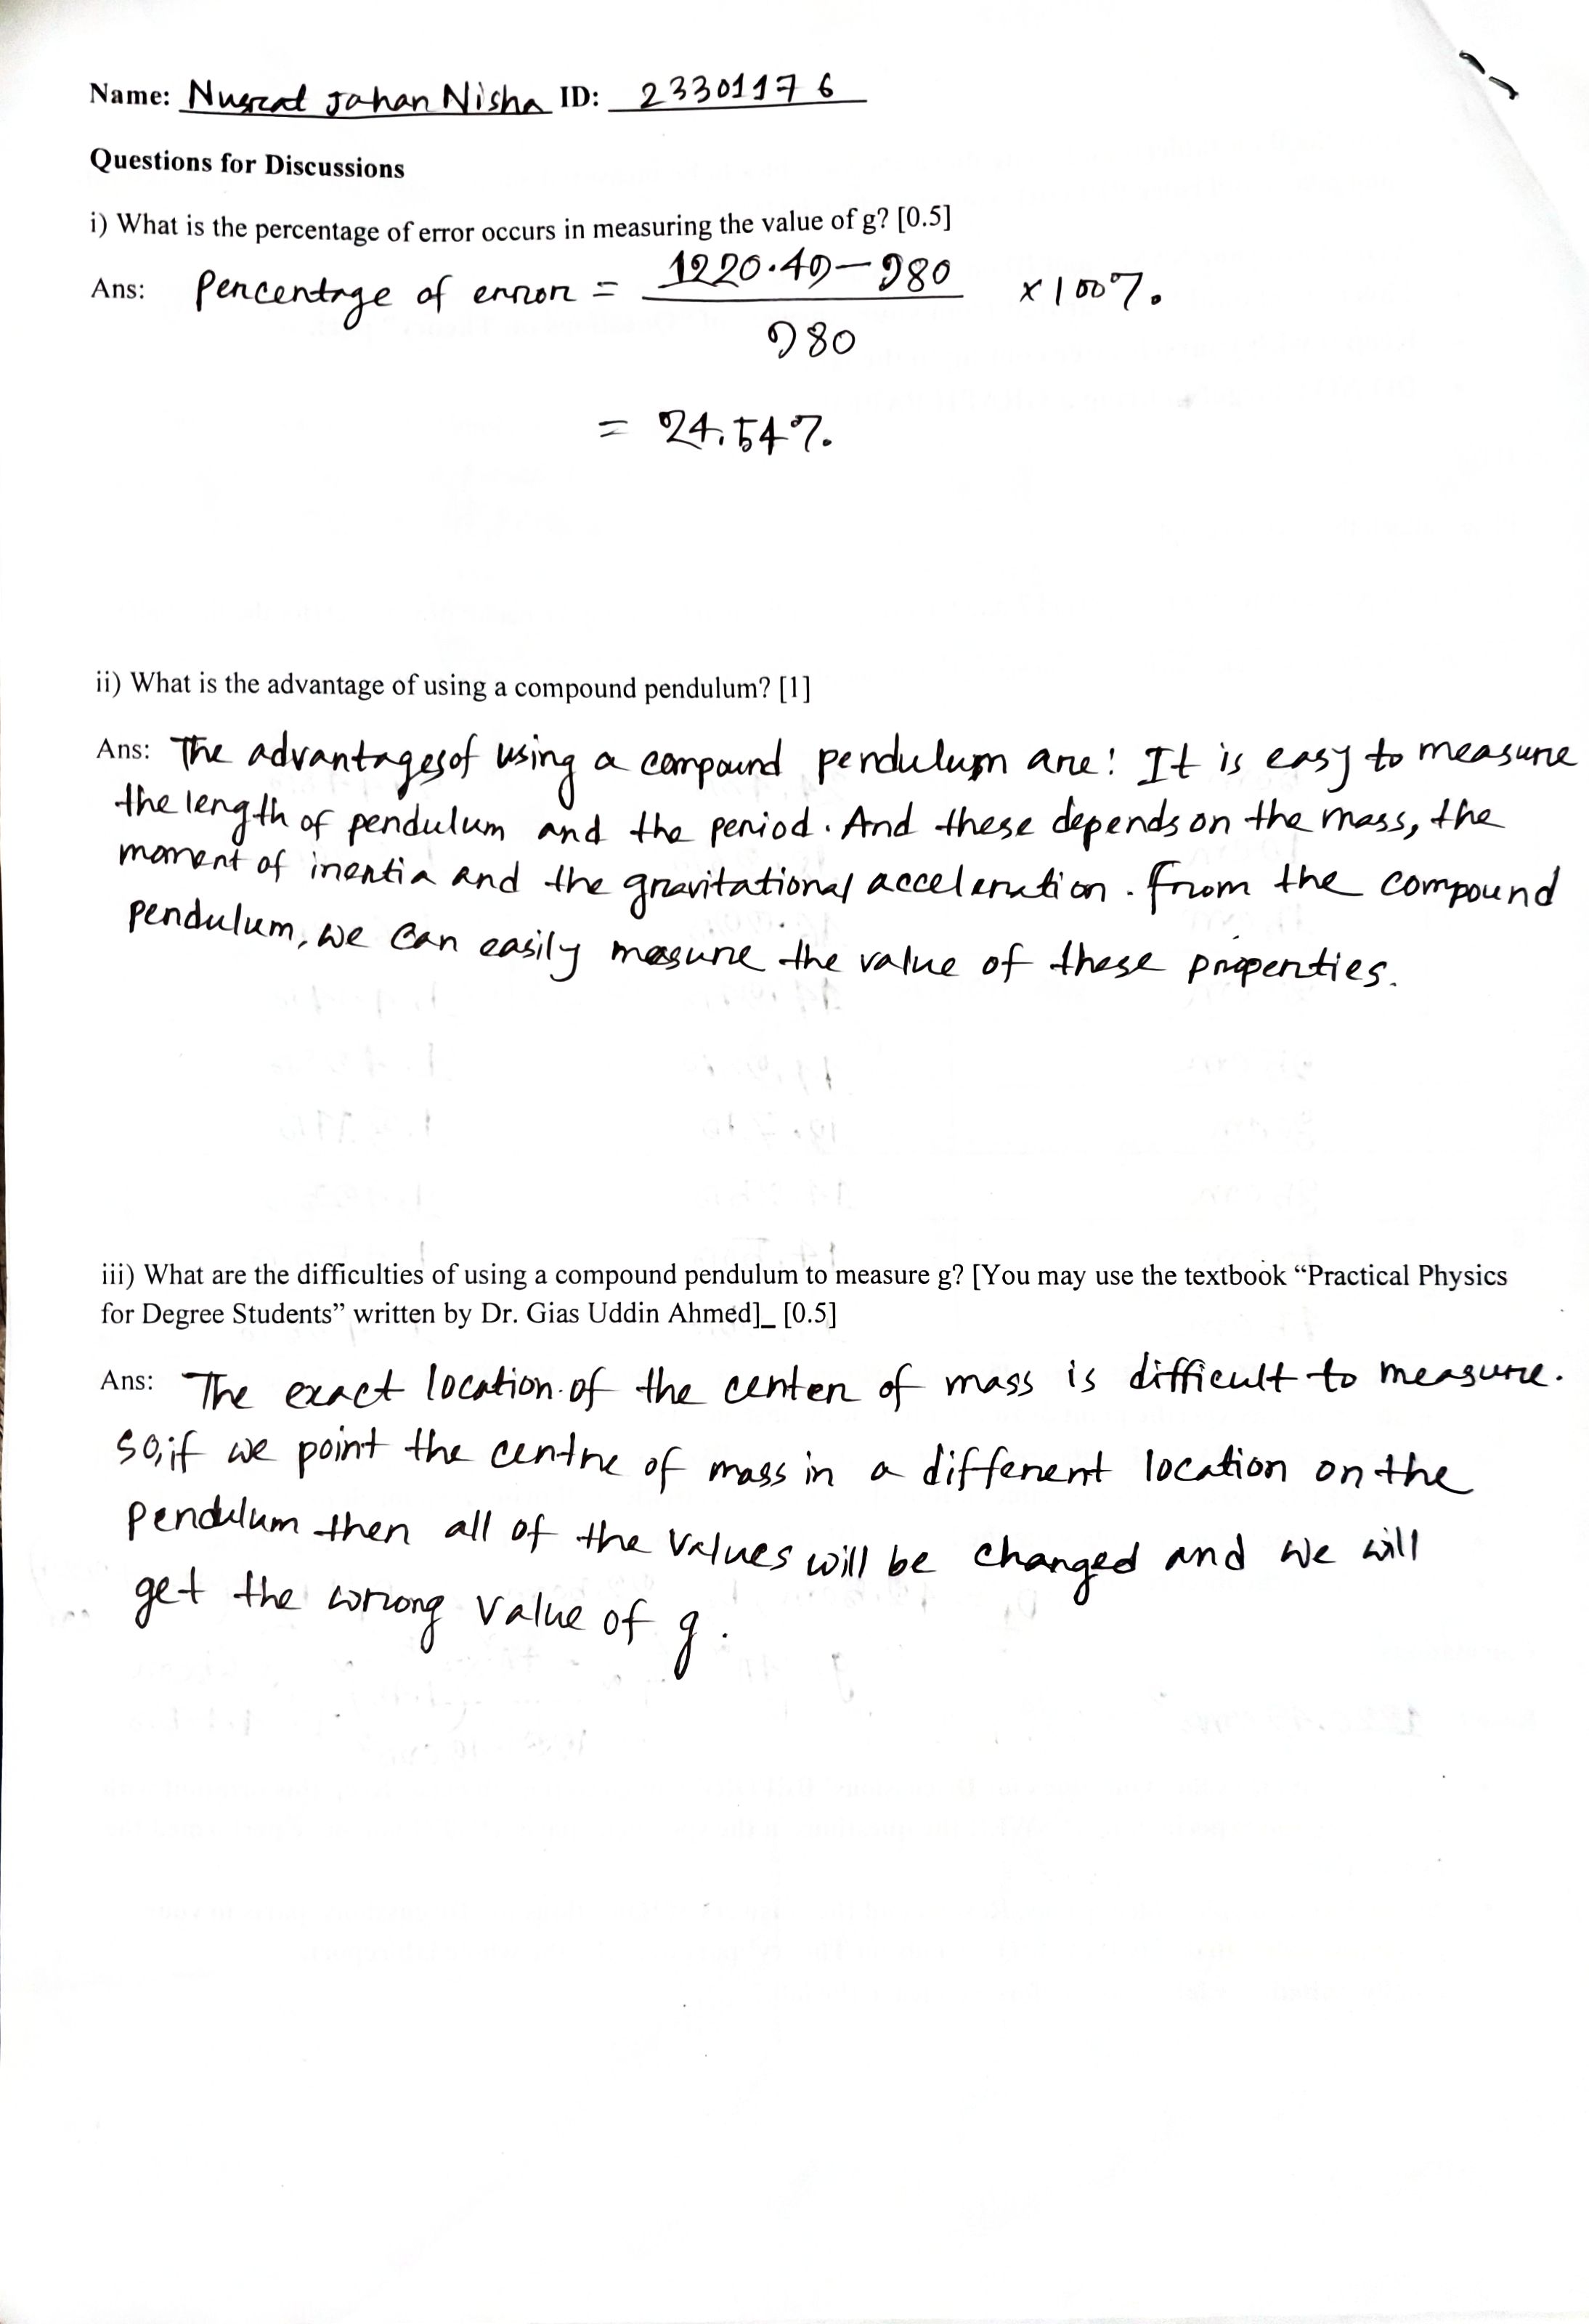 Name: Nusrat Jahan Nisha ID: 23301176
Questions for Discussions
i) What is the percentage of error occurs in measuring the value of g? [0.5]
Ans: Percentage of error = 1220.49-980 / 980 ×100%
= 24.54%
ii) What is the advantage of using a compound pendulum? [1]
Ans: The advantages of using a compound pendulum are: It is easy to measure
the length of pendulum and the period. And these depends on the mass, the
moment of inertia and the gravitational acceleration. From the compound
pendulum, we can easily measure the value of these properties.
iii) What are the difficulties of using a compound pendulum to measure g? [You may use the textbook “Practical Physics
for Degree Students” written by Dr. Gias Uddin Ahmed]_ [0.5]
Ans: The exact location of the center of mass is difficult to measure.
So, if we point the centre of mass in a different location on the
pendulum then all of the values will be changed and we will
get the wrong value of g.